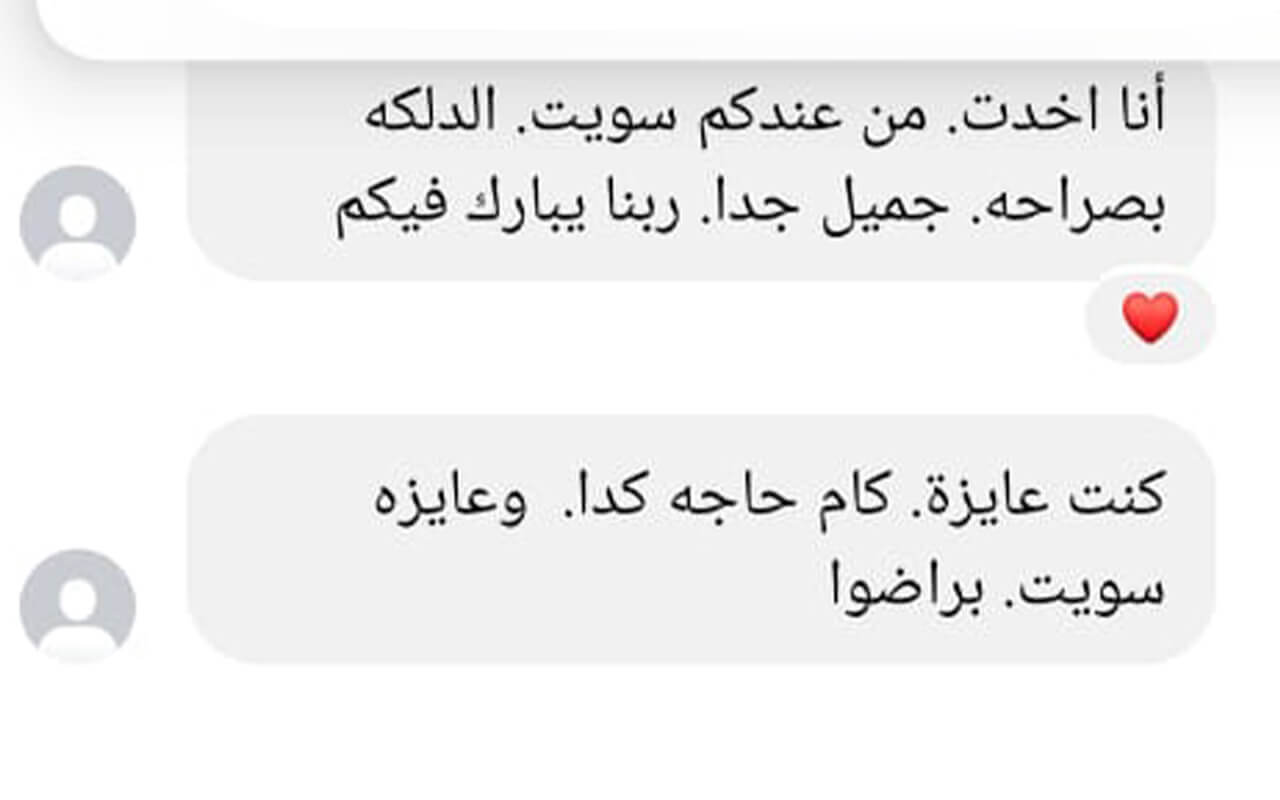 أنا اخدت. من عندكم سويت. الدلكه
بصراحه. جميل جدا. ربنا يبارك فيكم
كنت عايزة. كام حاجه كدا.  وعايزه
سويت. براضوا